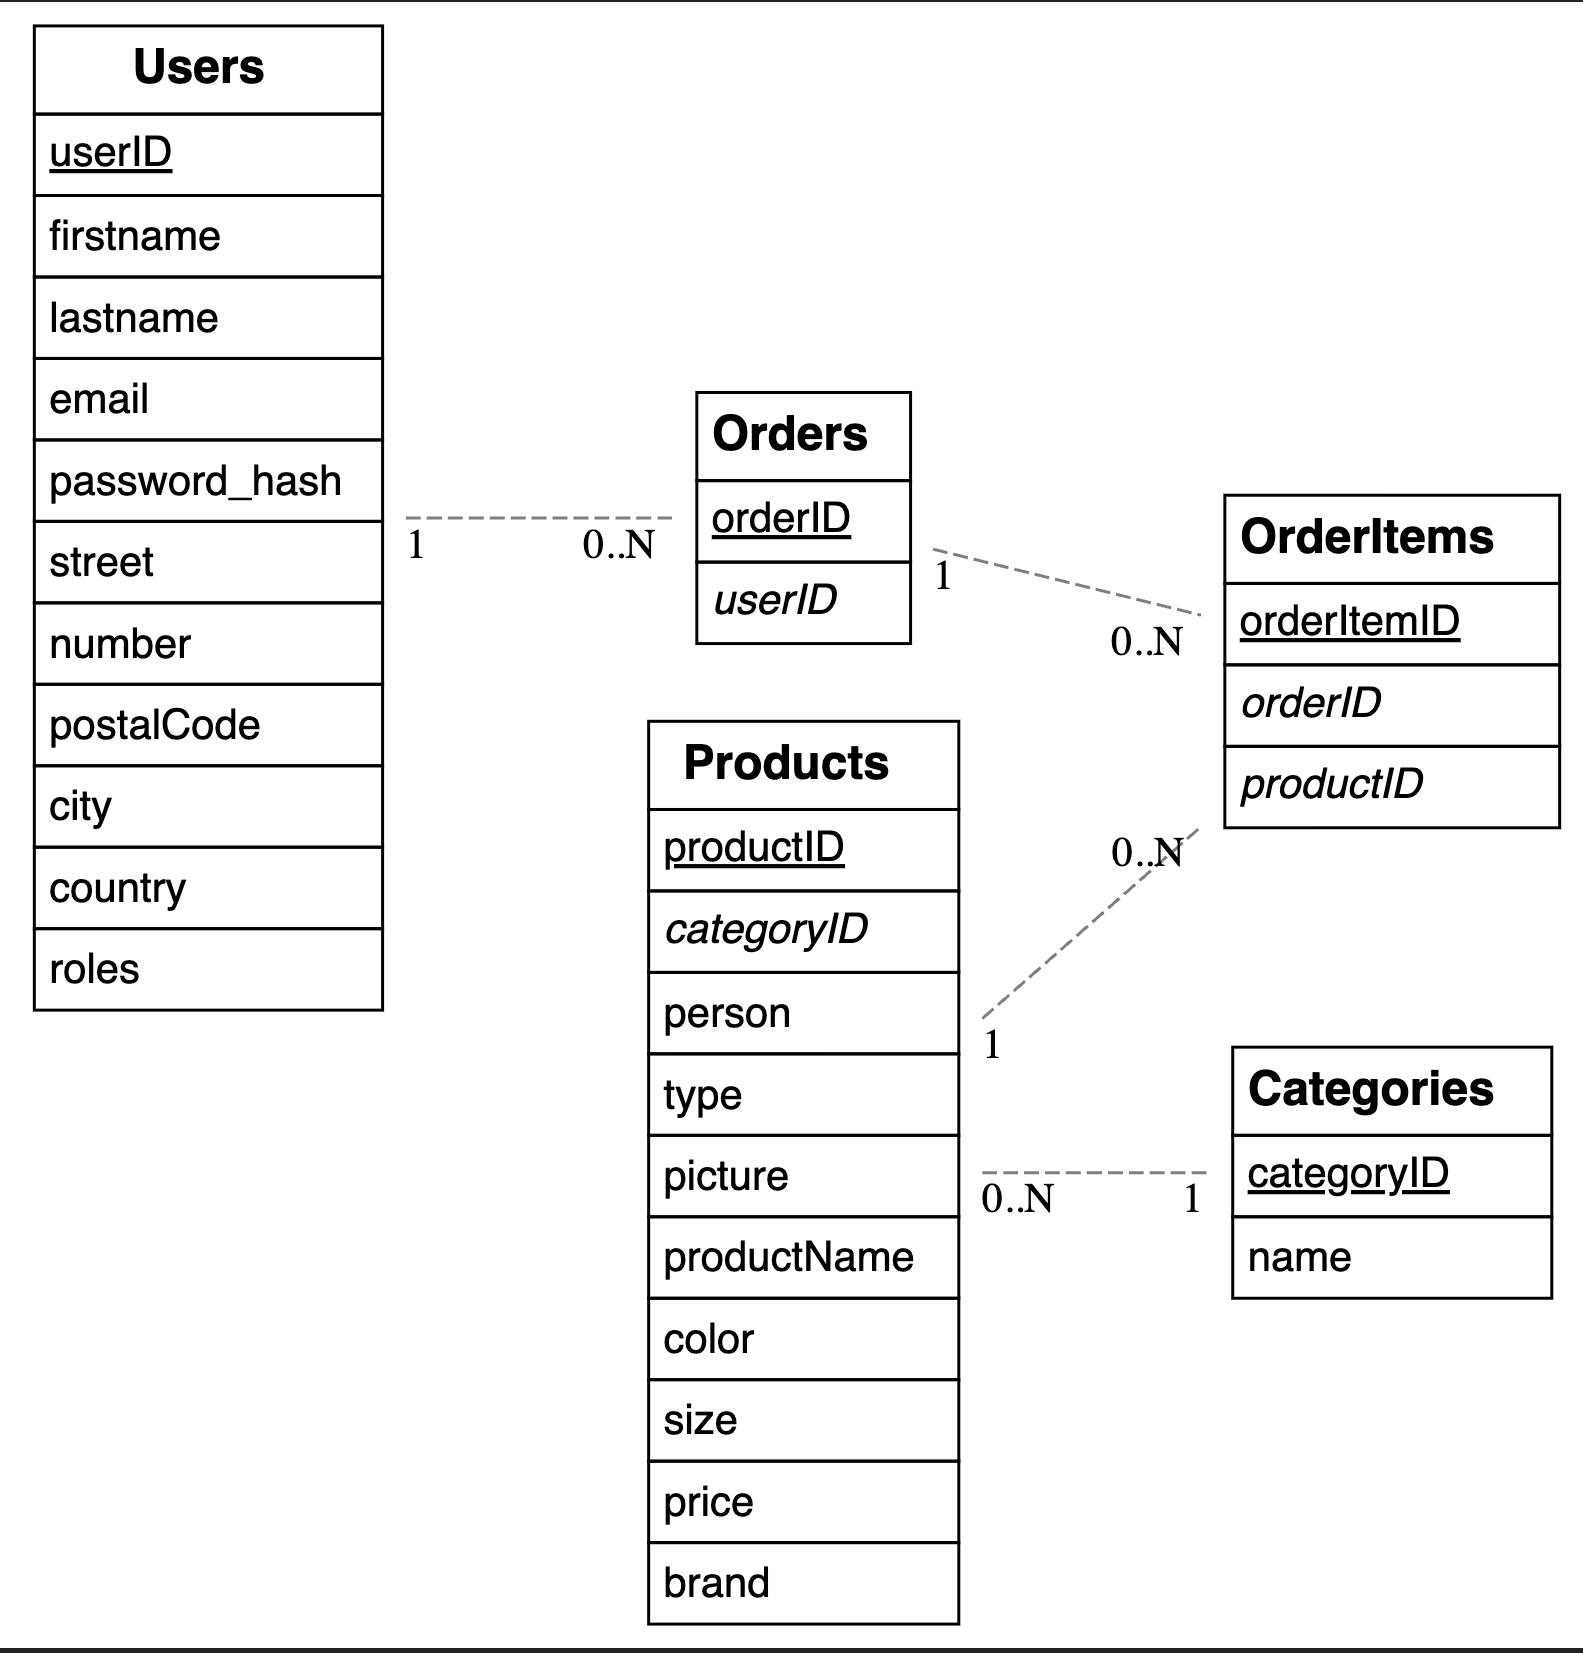 Users
userID
firstname
lastname
email
password_hash
street
number
postalCode
city
country
roles
1
0..N
Orders
orderID
userID
1
0..N
OrderItems
orderItemID
orderID
productID
Products
productID
categoryID
person
type
picture
productName
color
size
price
brand
0..N
1
0..N
1
Categories
categoryID
name